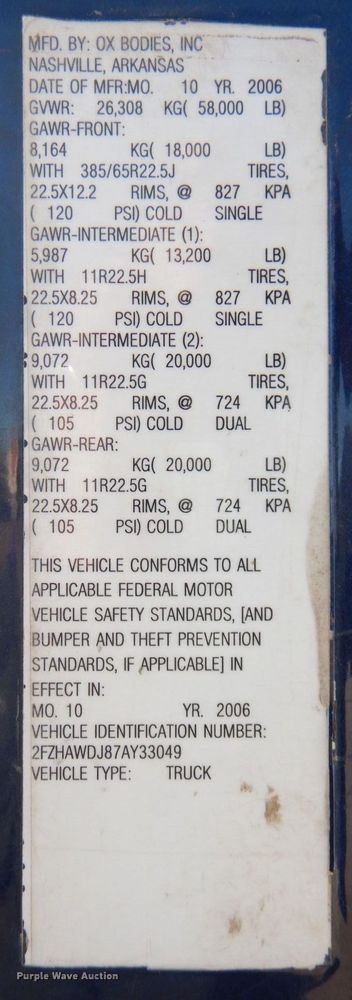 MFD. BY: OX BODIES, INC
NASHVILLE, ARKANSAS
DATE OF MFR:MO. 10 YR. 2006
GVWR: 26,308 KG( 58,000 LB)
GAWR-FRONT:
8,164 KG( 18,000 LB)
WITH 385/65R22.5J TIRES,
22.5X12.2 RIMS, @ 827 KPA
( 120 PSI) COLD SINGLE
GAWR-INTERMEDIATE (1):
5,987 KG( 13,200 LB)
WITH 11R22.5H TIRES,
22.5X8.25 RIMS, @ 827 KPA
( 120 PSI) COLD SINGLE
GAWR-INTERMEDIATE (2):
9,072 KG( 20,000 LB)
WITH 11R22.5G TIRES,
22.5X8.25 RIMS, @ 724 KPA
( 105 PSI) COLD DUAL
GAWR-REAR:
9,072 KG( 20,000 LB)
WITH 11R22.5G TIRES,
22.5X8.25 RIMS, @ 724 KPA
( 105 PSI) COLD DUAL
THIS VEHICLE CONFORMS TO ALL
APPLICABLE FEDERAL MOTOR
VEHICLE SAFETY STANDARDS, [AND
BUMPER AND THEFT PREVENTION
STANDARDS, IF APPLICABLE] IN
EFFECT IN:
MO. 10 YR. 2006
VEHICLE IDENTIFICATION NUMBER:
2FZHAWDJ87AY33049
VEHICLE TYPE: TRUCK
Purple Wave Auction